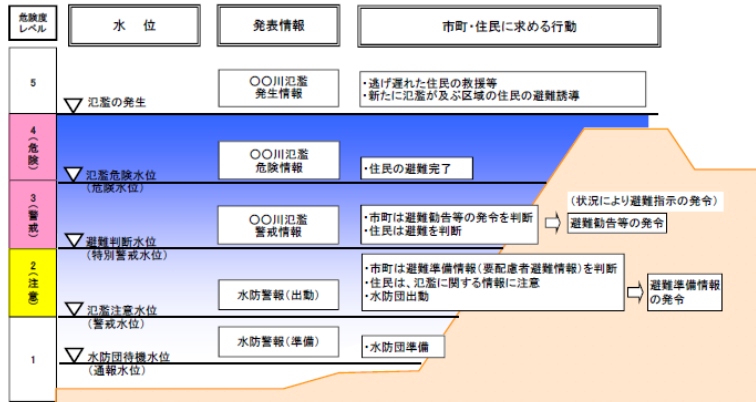 危険度
レベル
水 位
発表情報
市町・住民に求める行動
5
氾濫の発生
〇〇川氾濫
発生情報
・逃げ遅れた住民の救援等
・新たに氾濫が及ぶ区域の住民の避難誘導
4
(危険)
氾濫危険水位
(危険水位)
〇〇川氾濫
危険情報
・住民の避難完了
3
(警戒)
避難判断水位
(特別警戒水位)
〇〇川氾濫
警戒情報
・市町は避難勧告等の発令を判断
・住民は避難を判断
(状況により避難指示の発令)
避難勧告等の発令
2
(注意)
氾濫注意水位
(警戒水位)
水防警報(出動)
・市町は避難準備情報(要配慮者避難情報)を判断
・住民は、氾濫に関する情報に注意
・水防団出動
避難準備情報
の発令
1
水防団待機水位
(通報水位)
水防警報(準備)
・水防団準備